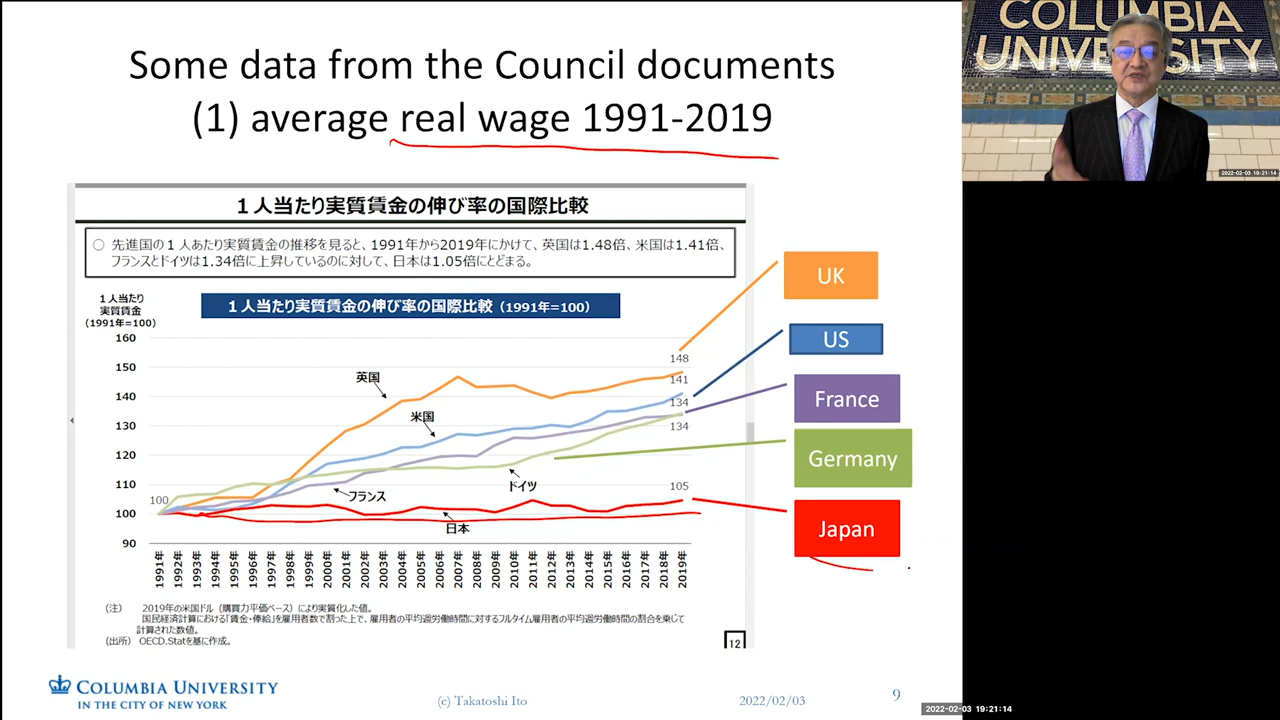 Some data from the Council documents
(1) average real wage 1991-2019
1人当たり実質賃金の伸び率の国際比較
○ 先進国の1人あたり実質賃金の推移を見ると、1991年から2019年にかけて、英国は1.48倍、米国は1.41倍、
フランスとドイツは1.34倍に上昇しているのに対して、日本は1.05倍にとどまる。
1人当たり
実質賃金
(1991年=100)
1人当たり実質賃金の伸び率の国際比較（1991年=100）
160
150
140
130
120
110
100
90
100
英国
米国
フランス
ドイツ
日本
148
141
134
134
105
1991年
1992年
1993年
1994年
1995年
1996年
1997年
1998年
1999年
2000年
2001年
2002年
2003年
2004年
2005年
2006年
2007年
2008年
2009年
2010年
2011年
2012年
2013年
2014年
2015年
2016年
2017年
2018年
2019年
UK
US
France
Germany
Japan
（注） 2019年の米国ドル（購買力平価ベース）により実質化した値。
国民経済計算における「賃金・俸給」を雇用者数で割った上で、雇用者の平均週労働時間に対するフルタイム雇用者の平均週労働時間の割合を乗じて
計算された数値。
（出所） OECD.Statを基に作成。
12
COLUMBIA UNIVERSITY
IN THE CITY OF NEW YORK
(c) Takatoshi Ito
2022/02/03
9
COLUMBIA
UNIVERSITY
2022-02-03 19:21:14
2022-02-03 19:21:14